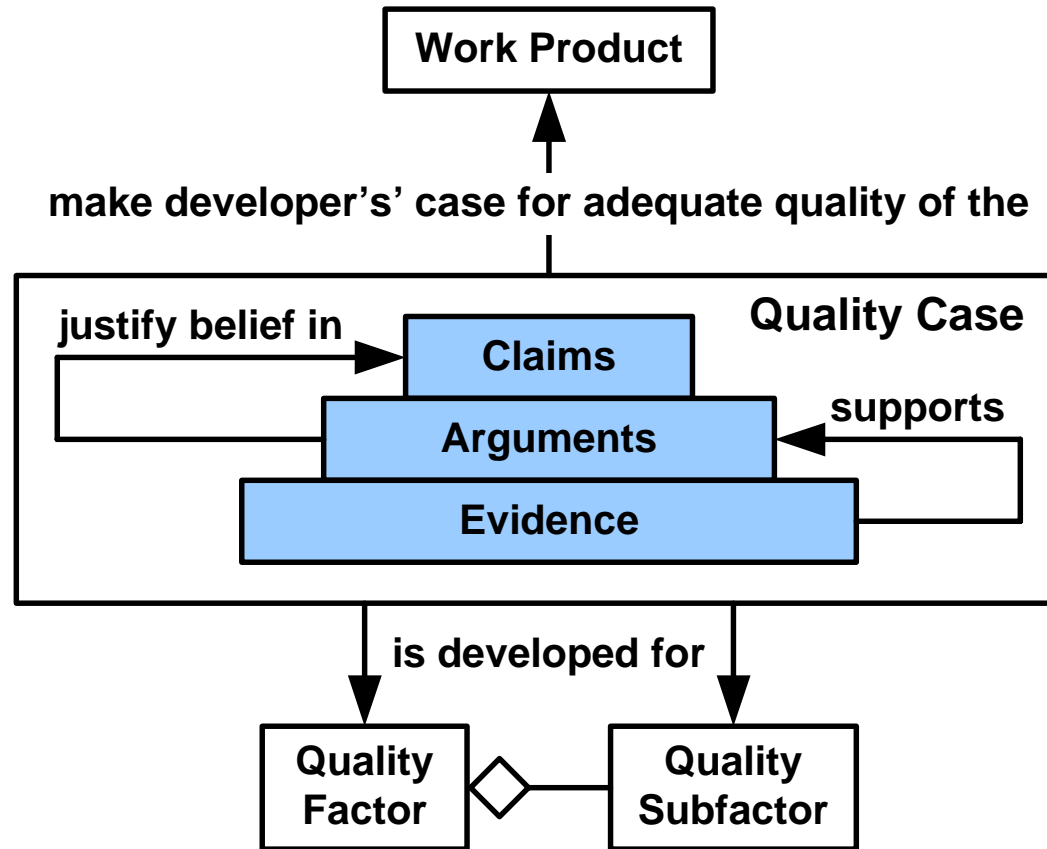 Work Product
make developer's' case for adequate quality of the
Quality Case
justify belief in
Claims
supports
Arguments
Evidence
is developed for
Quality
Factor
Quality
Subfactor